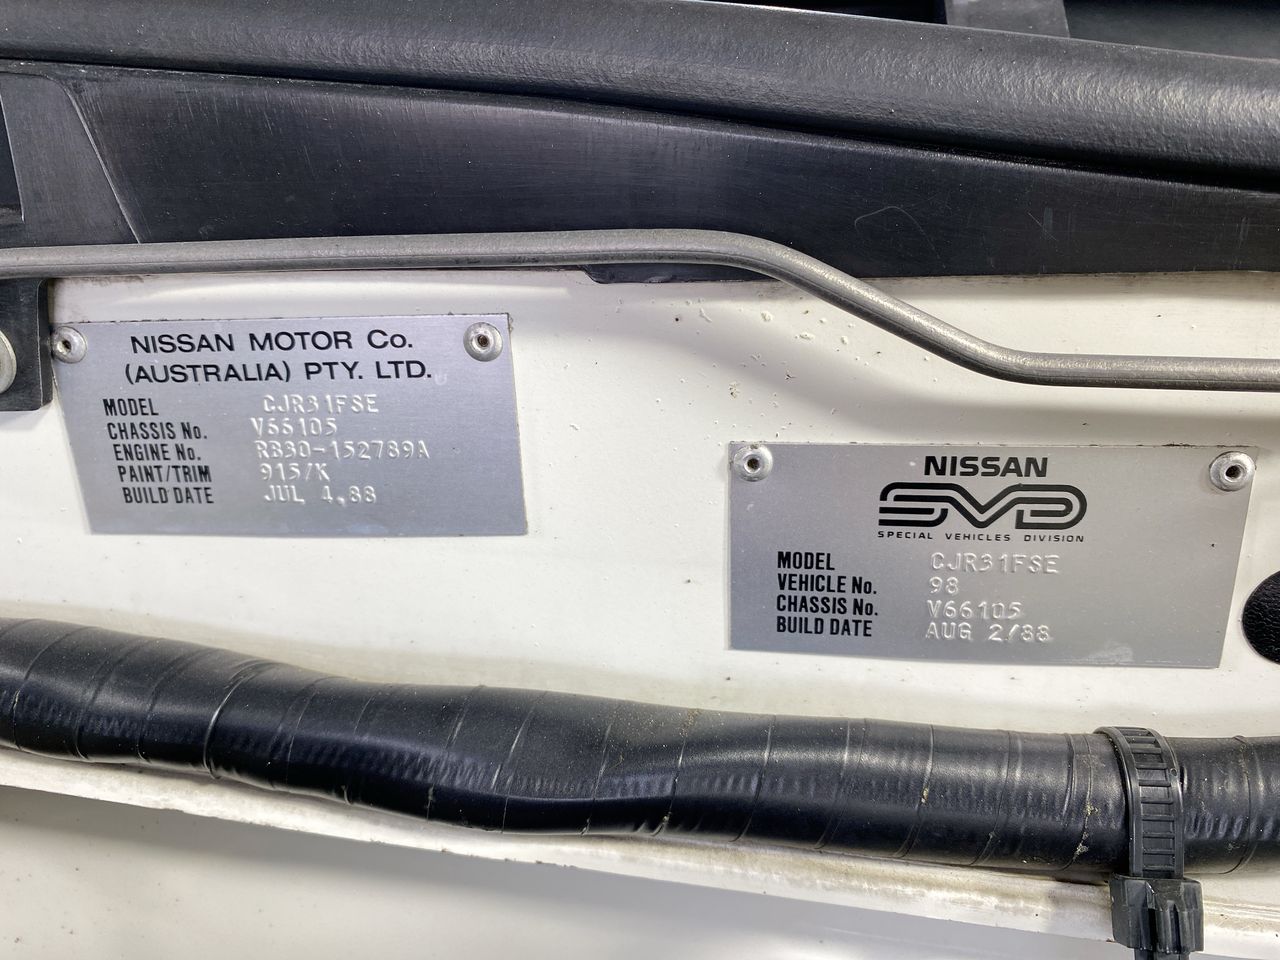 NISSAN MOTOR Co.
(AUSTRALIA) PTY. LTD.
MODEL CJR31FSE
CHASSIS No. V66105
ENGINE No. RB30-152789A
PAINT/TRIM 915/K
BUILD DATE JUL 4,88
NISSAN
SVD
SPECIAL VEHICLES DIVISION
MODEL CJR31FSE
VEHICLE No. 98
CHASSIS No. V66105
BUILD DATE AUG 2/88